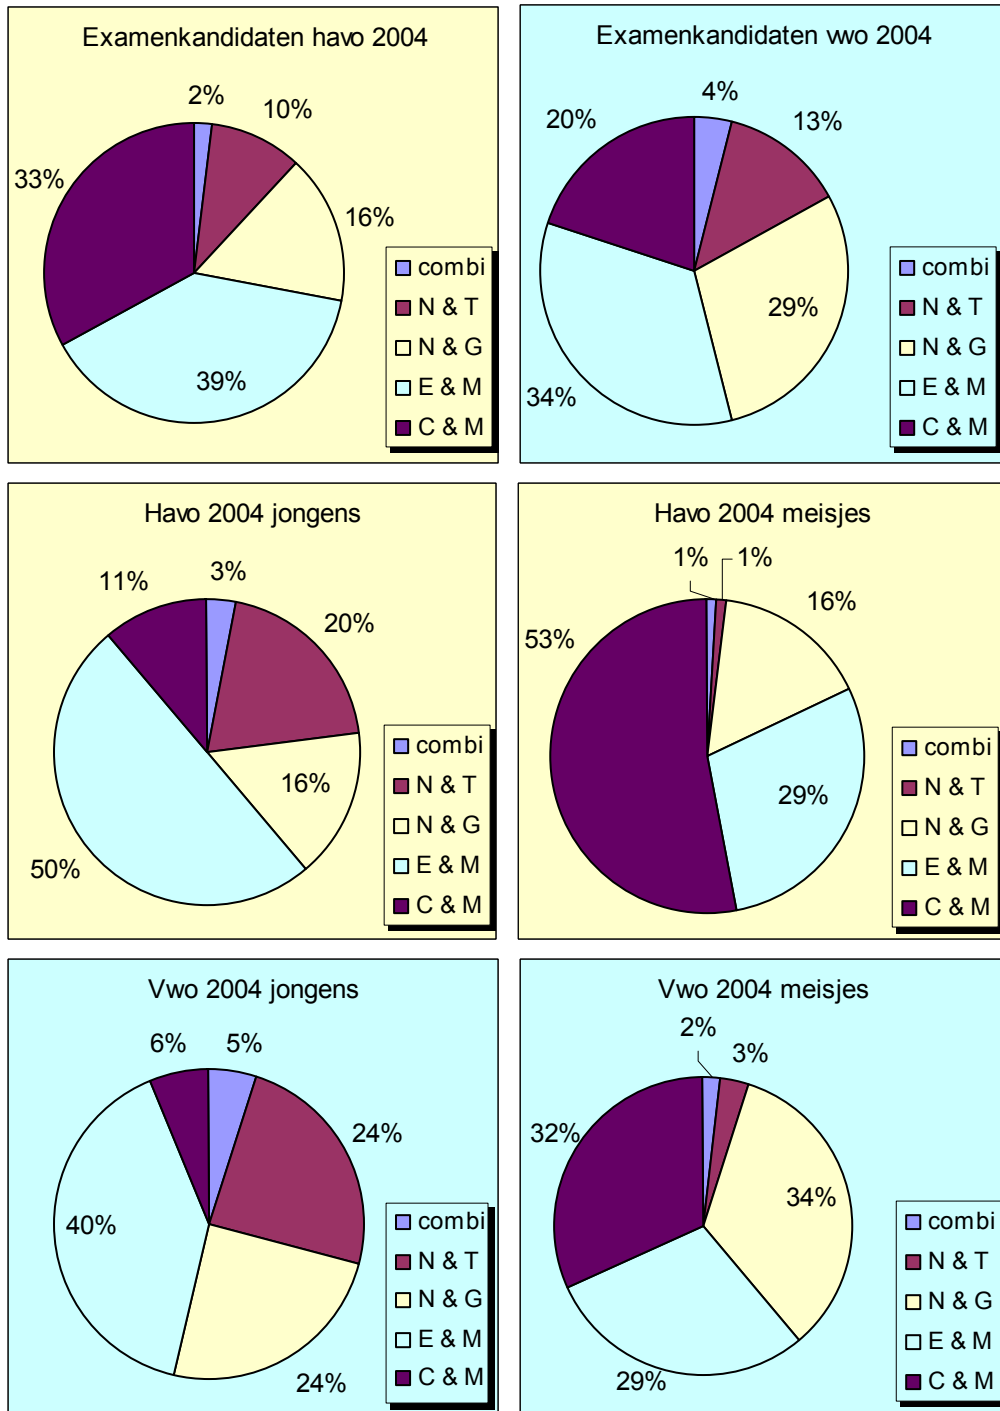 Examenkandidaten havo 2004
2%
10%
33%
16%
39%
combi
N & T
N & G
E & M
C & M
Examenkandidaten vwo 2004
4%
20%
13%
29%
34%
combi
N & T
N & G
E & M
C & M
Havo 2004 jongens
11%
3%
20%
16%
50%
combi
N & T
N & G
E & M
C & M
Havo 2004 meisjes
1%
1%
16%
53%
29%
combi
N & T
N & G
E & M
C & M
Vwo 2004 jongens
6%
5%
24%
40%
24%
combi
N & T
N & G
E & M
C & M
Vwo 2004 meisjes
2%
3%
32%
34%
29%
combi
N & T
N & G
E & M
C & M